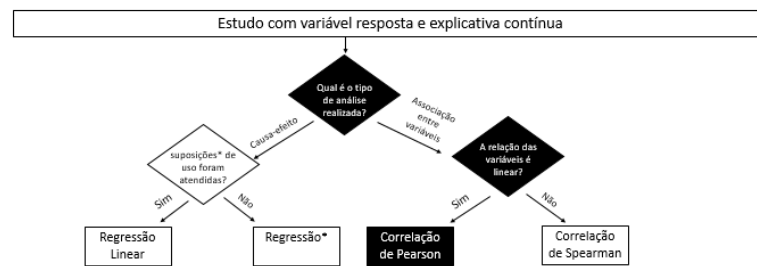 Estudo com variável resposta e explicativa contínua
Qual é o tipo
de análise
realizada?
Causa-efeito
Associação
entre
variáveis
suposições* de
uso foram
atendidas?
A relação das
variáveis é
linear?
Sim
Não
Sim
Não
Regressão
Linear
Regressão*
Correlação
de Pearson
Correlação
de Spearman